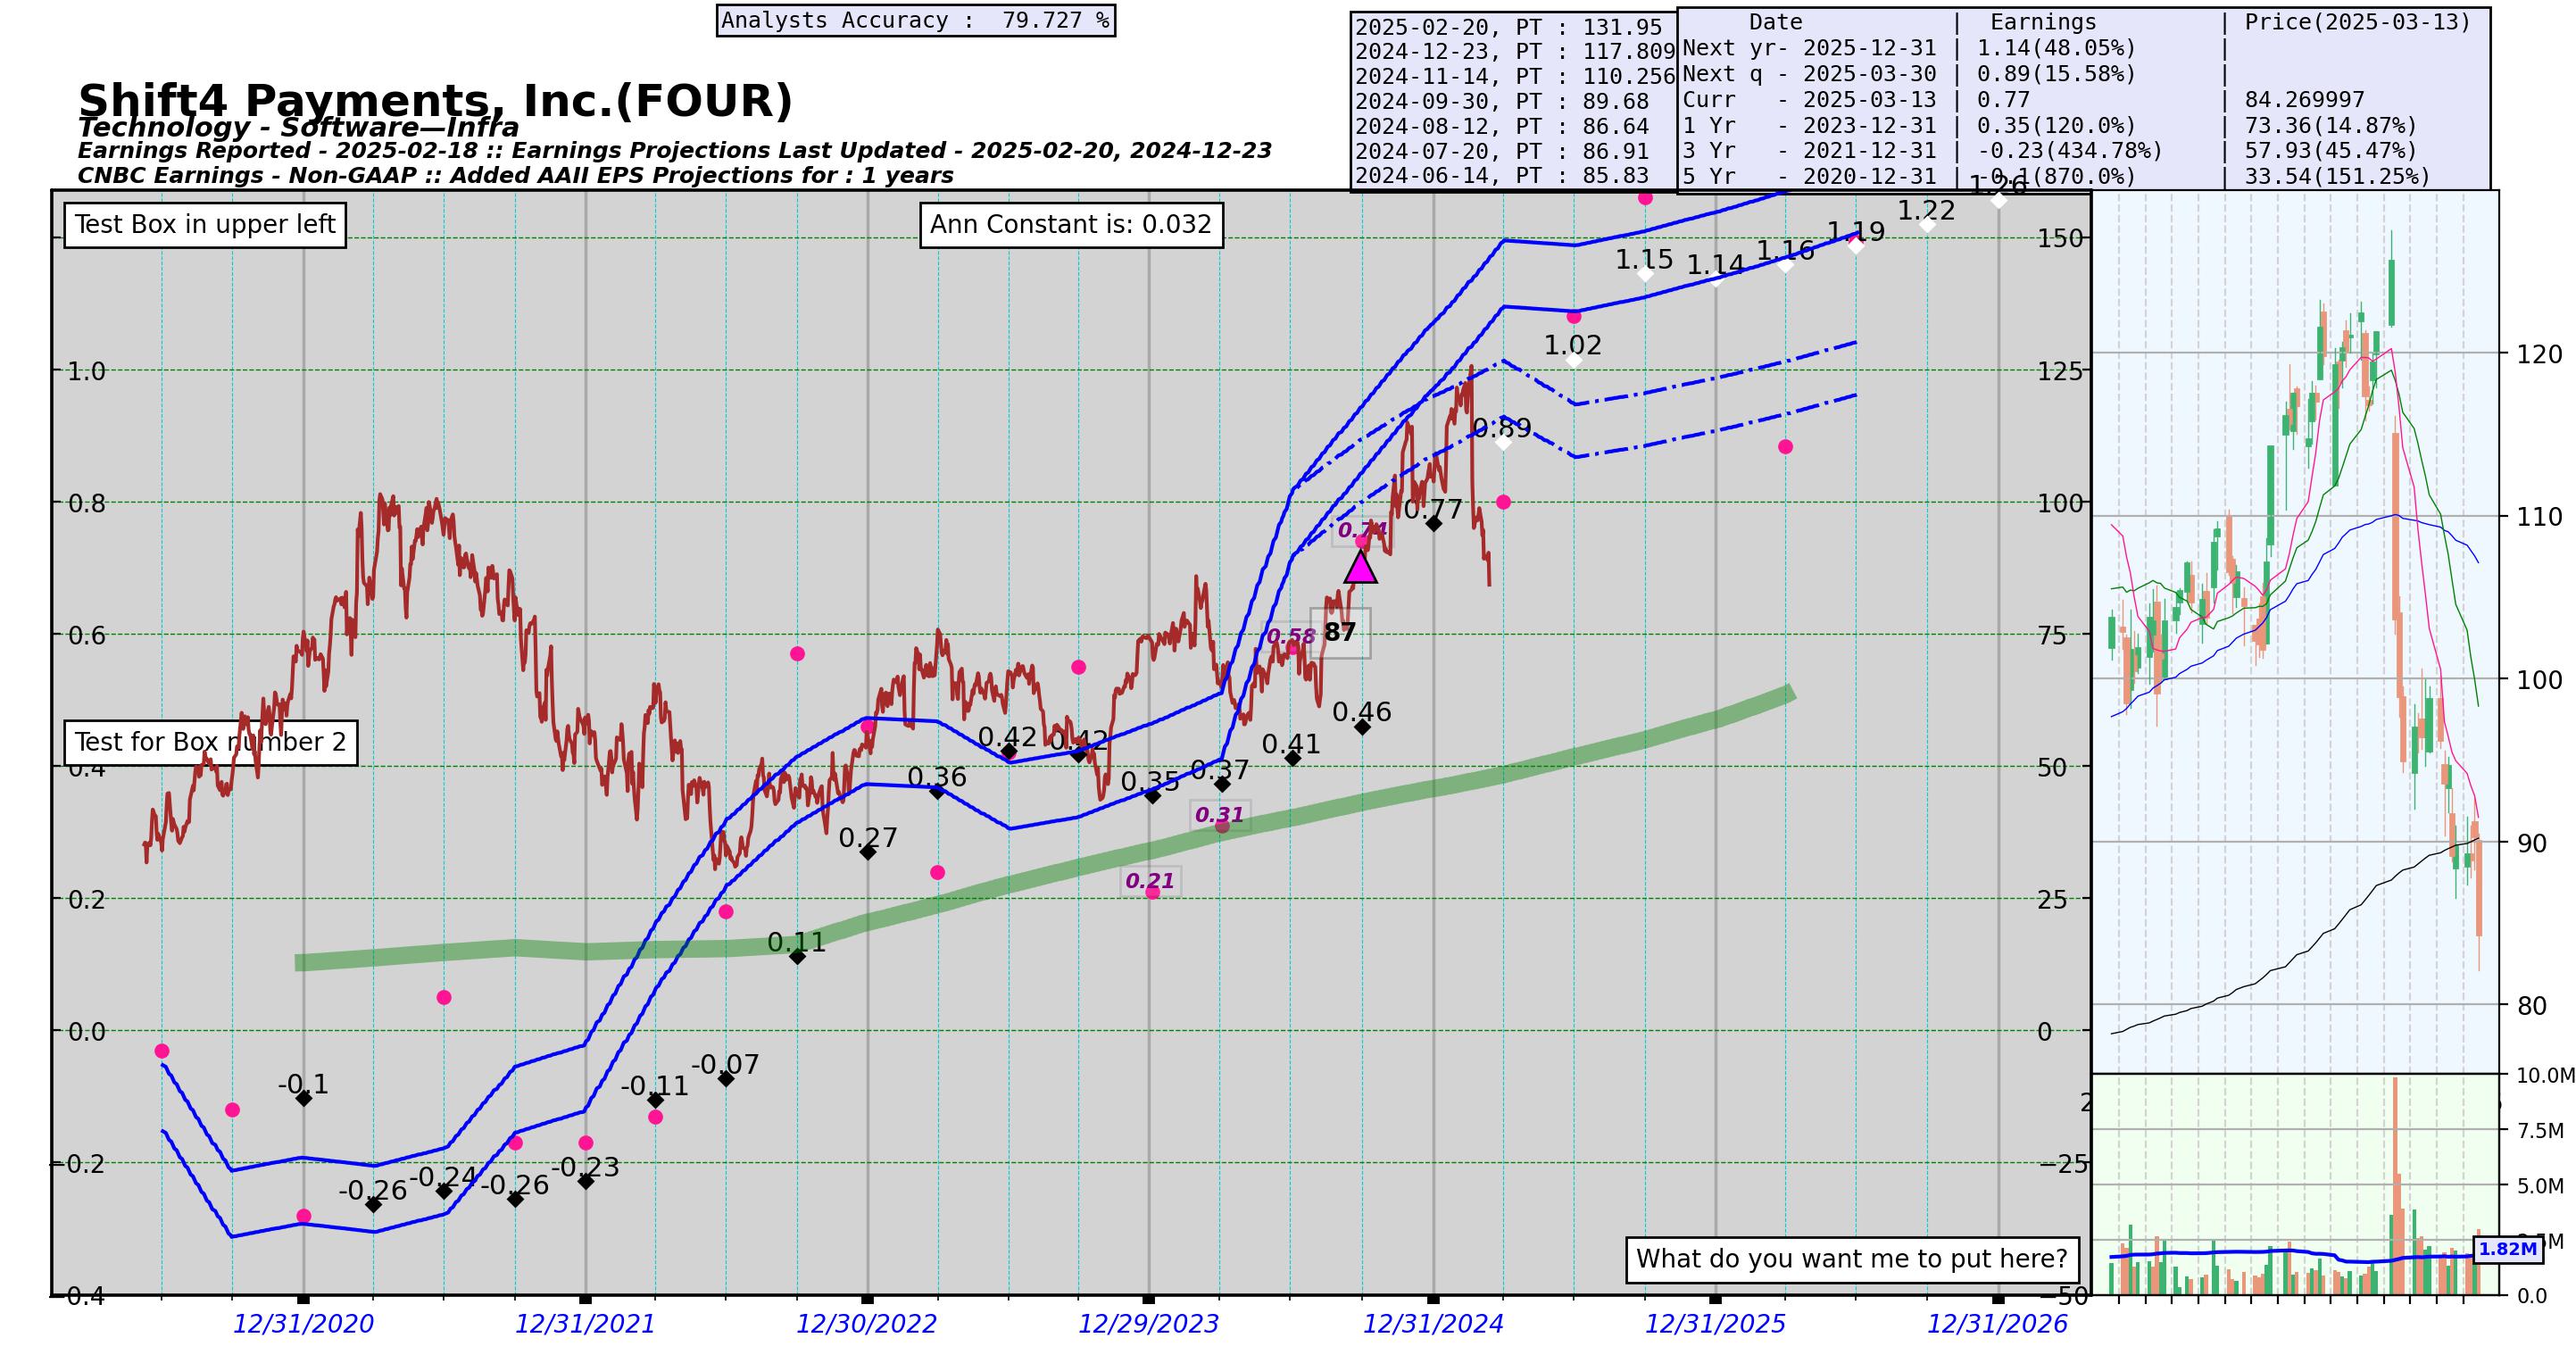 Analysts Accuracy :  79.727 %
2025-02-20, PT : 131.95
2024-12-23, PT : 117.809
2024-11-14, PT : 110.256
2024-09-30, PT : 89.68
2024-08-12, PT : 86.64
2024-07-20, PT : 86.91
2024-06-14, PT : 85.83
Date | Earnings | Price(2025-03-13)
Next yr- 2025-12-31 | 1.14(48.05%) |
Next q - 2025-03-30 | 0.89(15.58%) |
Curr - 2025-03-13 | 0.77 | 84.269997
1 Yr - 2023-12-31 | 0.35(120.0%) | 73.36(14.87%)
3 Yr - 2021-12-31 | -0.23(434.78%) | 57.93(45.47%)
5 Yr - 2020-12-31 | -0.1(870.0%) | 33.54(151.25%)
Shift4 Payments, Inc.(FOUR)
Technology - Software—Infra
Earnings Reported - 2025-02-18 :: Earnings Projections Last Updated - 2025-02-20, 2024-12-23
CNBC Earnings - Non-GAAP :: Added AAII EPS Projections for : 1 years
Test Box in upper left
Ann Constant is: 0.032
Test for Box number 2
What do you want me to put here?
1.0
0.8
0.6
0.4
0.2
0.0
−0.2
−0.4
-0.1
-0.26
-0.24
-0.26
-0.23
-0.11
-0.07
0.11
0.27
0.36
0.42
0.42
0.35
0.37
0.41
0.46
0.77
0.89
1.02
1.15
1.14
1.16
1.19
1.22
1.26
0.21
0.31
0.58
0.74
87
150
125
100
75
50
25
0
−25
−50
120
110
100
90
80
10.0M
7.5M
5.0M
1.82M
0.0
12/31/2020
12/31/2021
12/30/2022
12/29/2023
12/31/2024
12/31/2025
12/31/2026